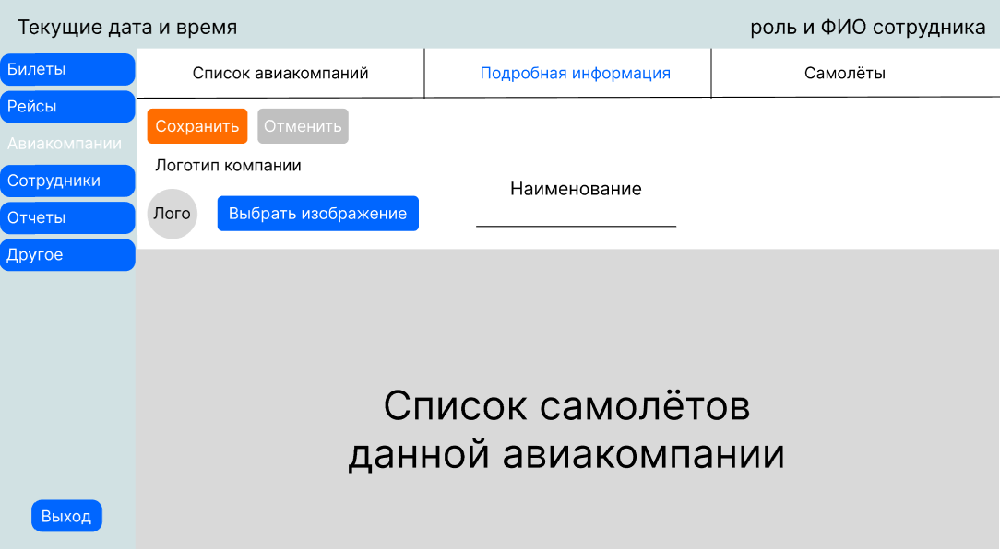 Текущие дата и время
роль и ФИО сотрудника
Билеты
Рейсы
Авиакомпании
Сотрудники
Отчеты
Другое
Выход
Список авиакомпаний
Подробная информация
Самолёты
Сохранить
Отменить
Логотип компании
Лого
Выбрать изображение
Наименование
Список самолётов
данной авиакомпании